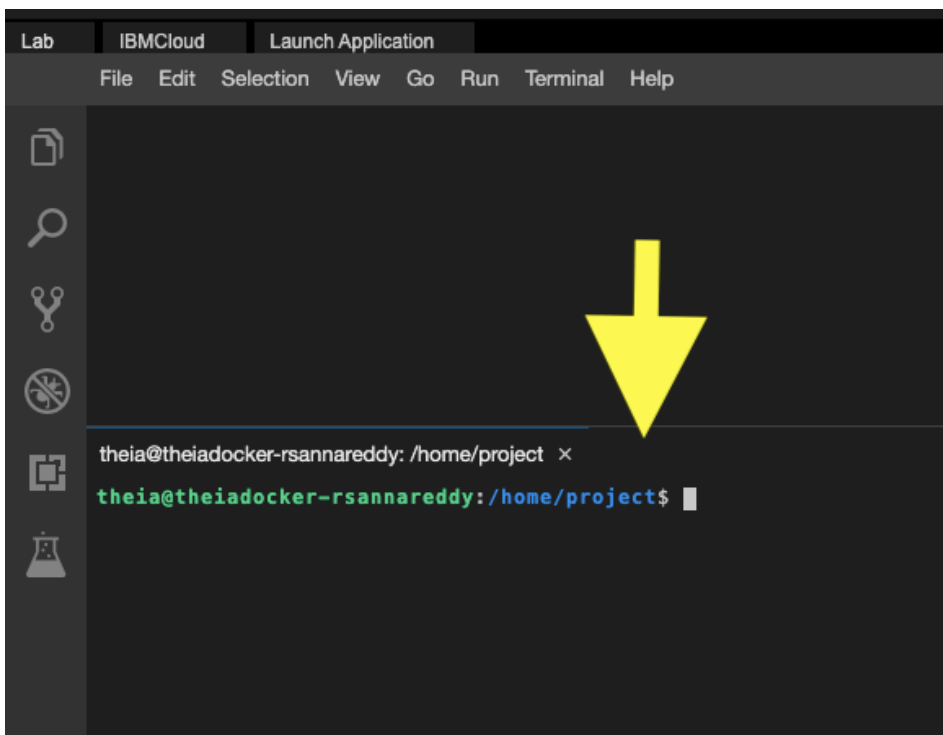 Lab IBMCloud Launch Application
File Edit Selection View Go Run Terminal Help
theia@theiadocker-rsannareddy: /home/project ×
theia@theiadocker-rsannareddy:/home/project$